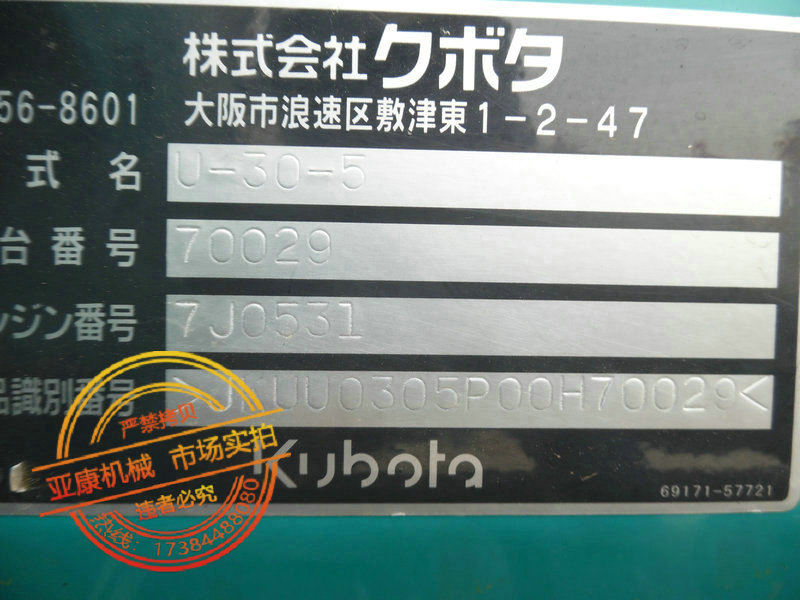 株式会社クボタ
56-8601 大阪市浪速区敷津東1-2-47
式名 U-30-5
台番号 70029
ンジン番号 7J0531
品識別番号 >JKUU0305P00H70029<
Kubota
69171-57721
严禁拷贝
亚康机械 市场实拍
违者必究
热线:17384488080